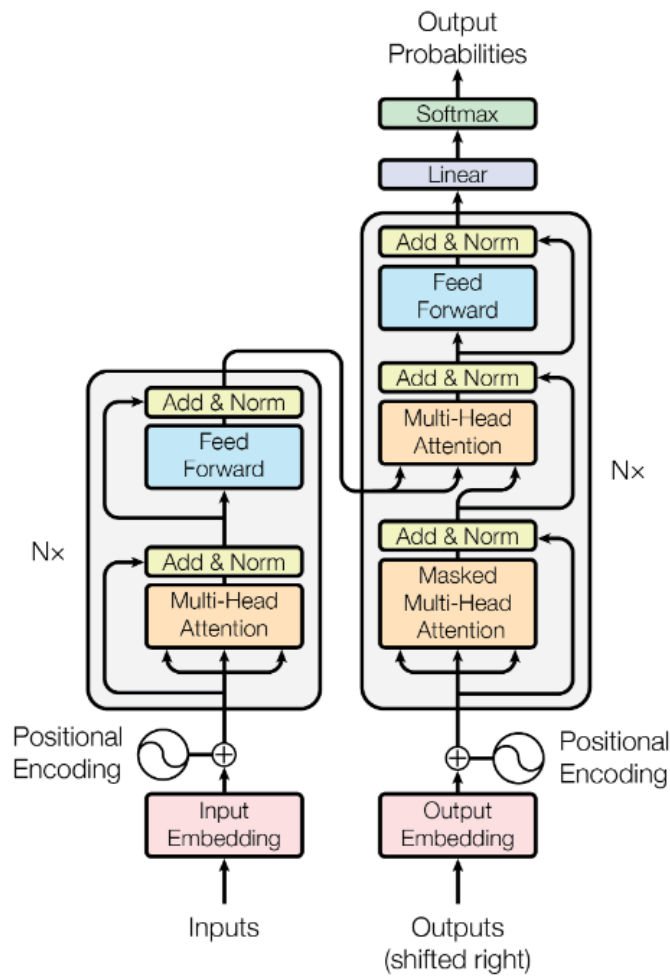 Output
Probabilities
Softmax
Linear
Add & Norm
Feed
Forward
Add & Norm
Multi-Head
Attention
Add & Norm
Masked
Multi-Head
Attention
Nx
Add & Norm
Feed
Forward
Add & Norm
Multi-Head
Attention
Nx
Positional
Encoding
Positional
Encoding
Input
Embedding
Output
Embedding
Inputs
Outputs
(shifted right)